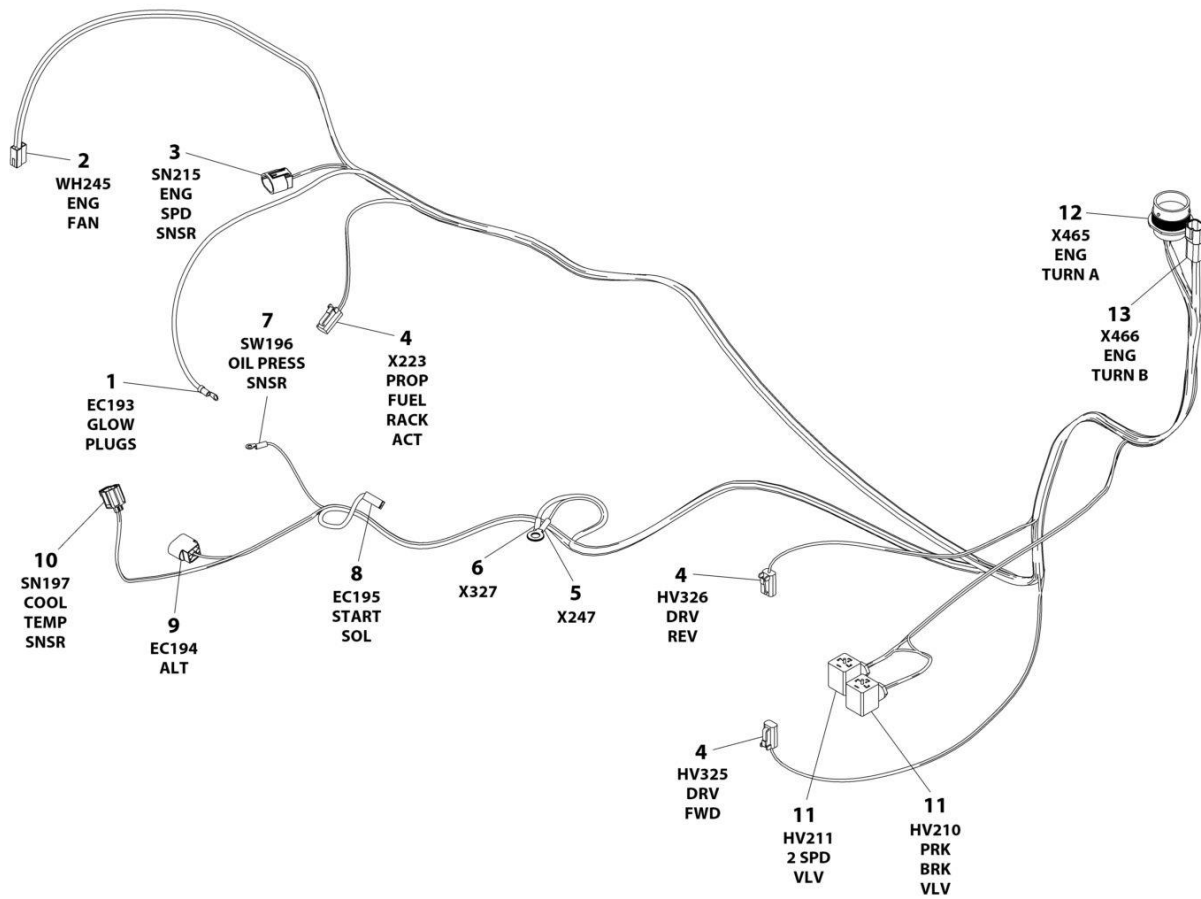 2
WH245
ENG
FAN
3
SN215
ENG
SPD
SNSR
12
X465
ENG
TURN A
13
X466
ENG
TURN B
7
SW196
OIL PRESS
SNSR
4
X223
PROP
FUEL
RACK
ACT
1
EC193
GLOW
PLUGS
10
SN197
COOL
TEMP
SNSR
9
EC194
ALT
8
EC195
START
SOL
6
X327
5
X247
4
HV326
DRV
REV
4
HV325
DRV
FWD
11
HV211
2 SPD
VLV
11
HV210
PRK
BRK
VLV